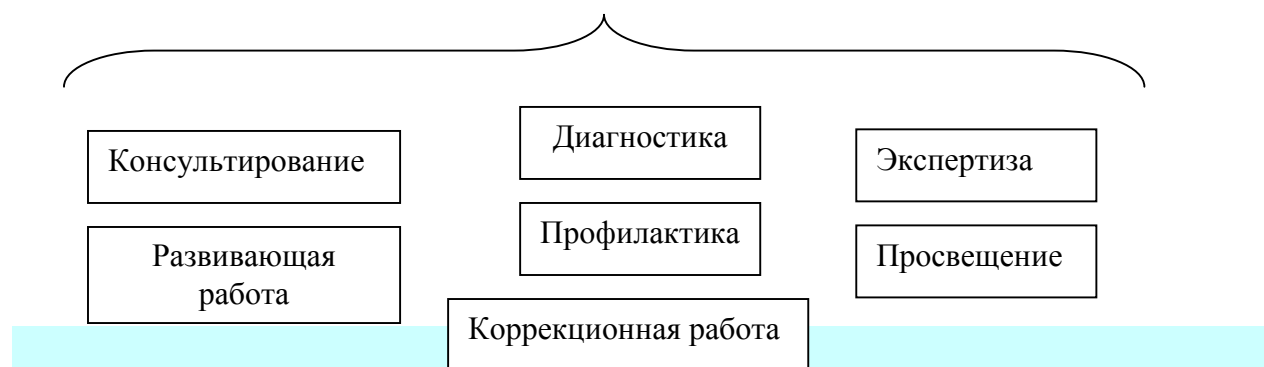 Консультирование
Диагностика
Экспертиза
Развивающая
работа
Профилактика
Просвещение
Коррекционная работа